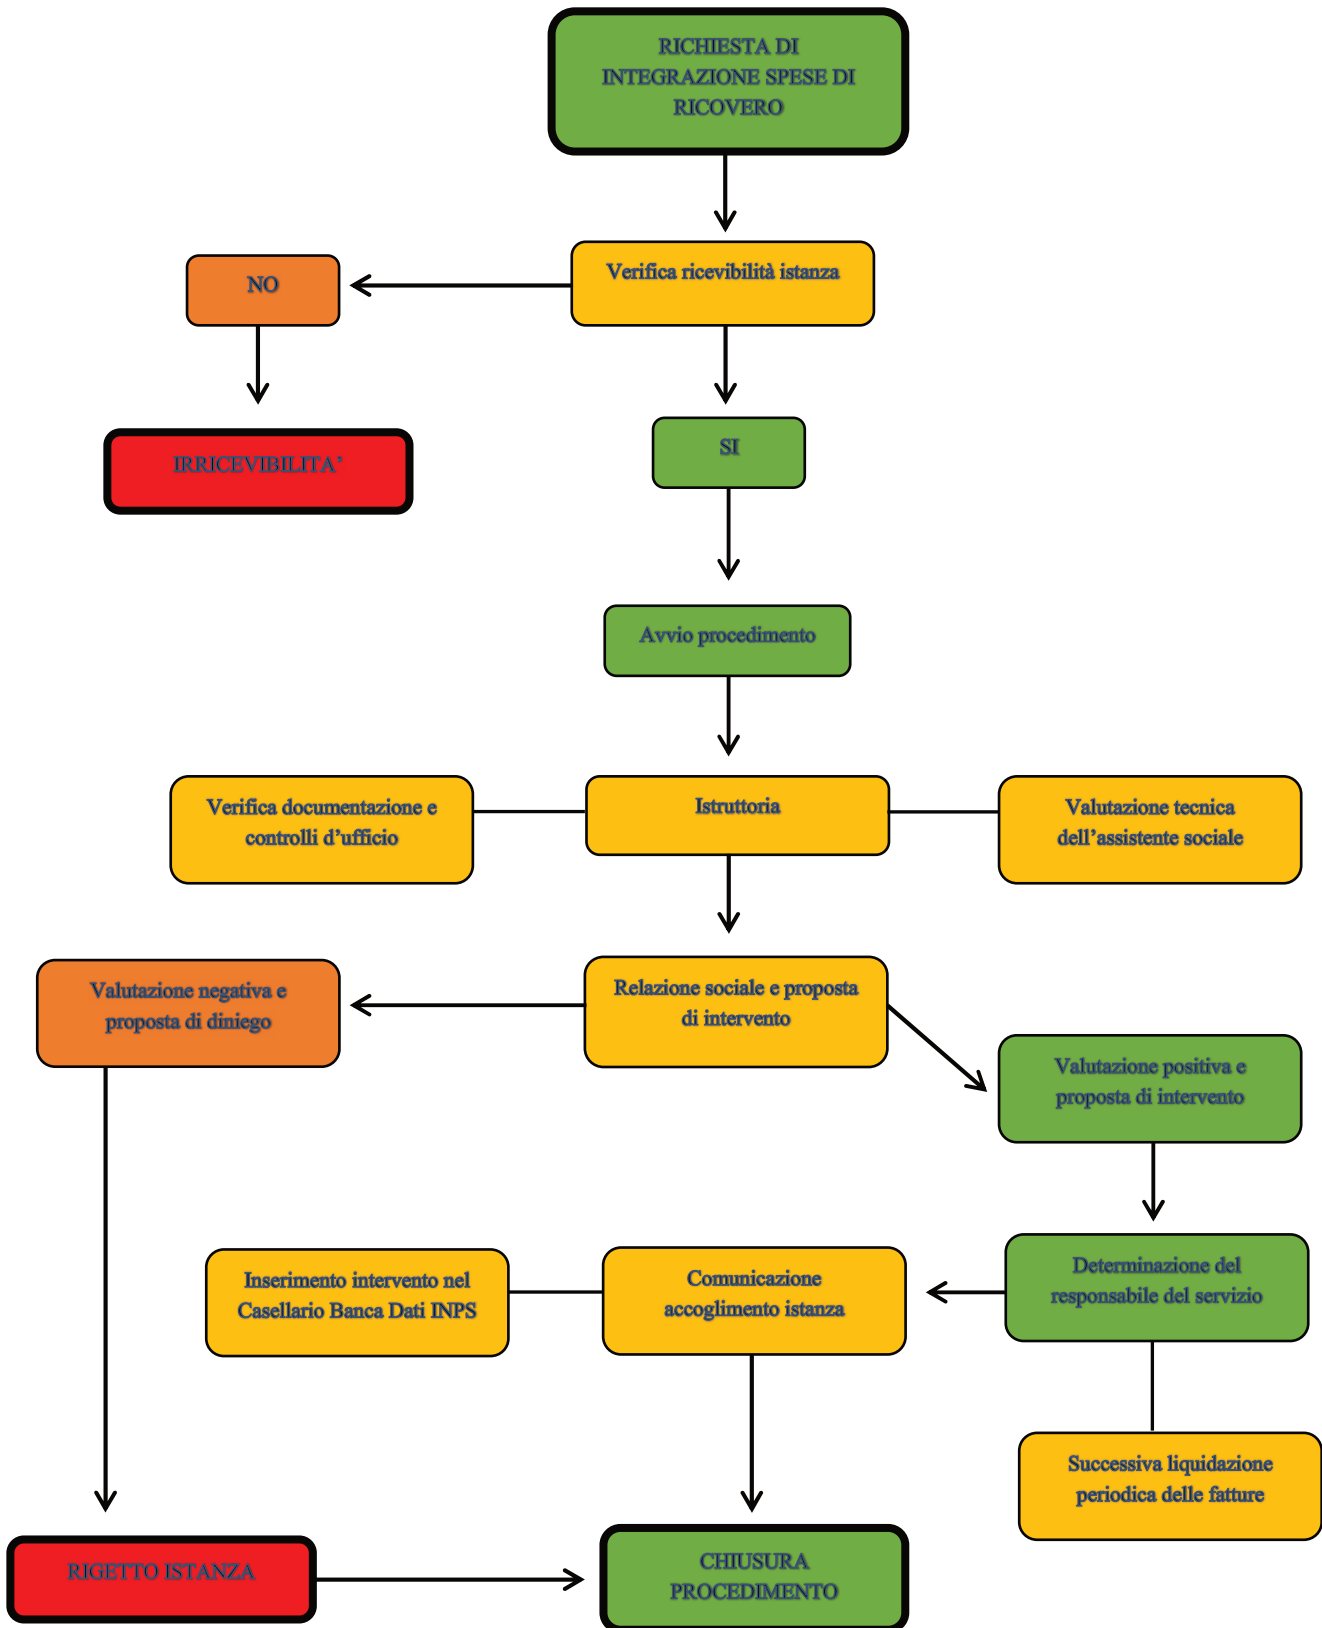 RICHIESTA DI
INTEGRAZIONE SPESE DI
RICOVERO
Verifica ricevibilità istanza
NO
SI
IRRICEVIBILITA’
Avvio procedimento
Verifica documentazione e
controlli d’ufficio
Istruttoria
Valutazione tecnica
dell’assistente sociale
Valutazione negativa e
proposta di diniego
Relazione sociale e proposta
di intervento
Valutazione positiva e
proposta di intervento
Inserimento intervento nel
Casellario Banca Dati INPS
Comunicazione
accoglimento istanza
Determinazione del
responsabile del servizio
Successiva liquidazione
periodica delle fatture
RIGETTO ISTANZA
CHIUSURA
PROCEDIMENTO